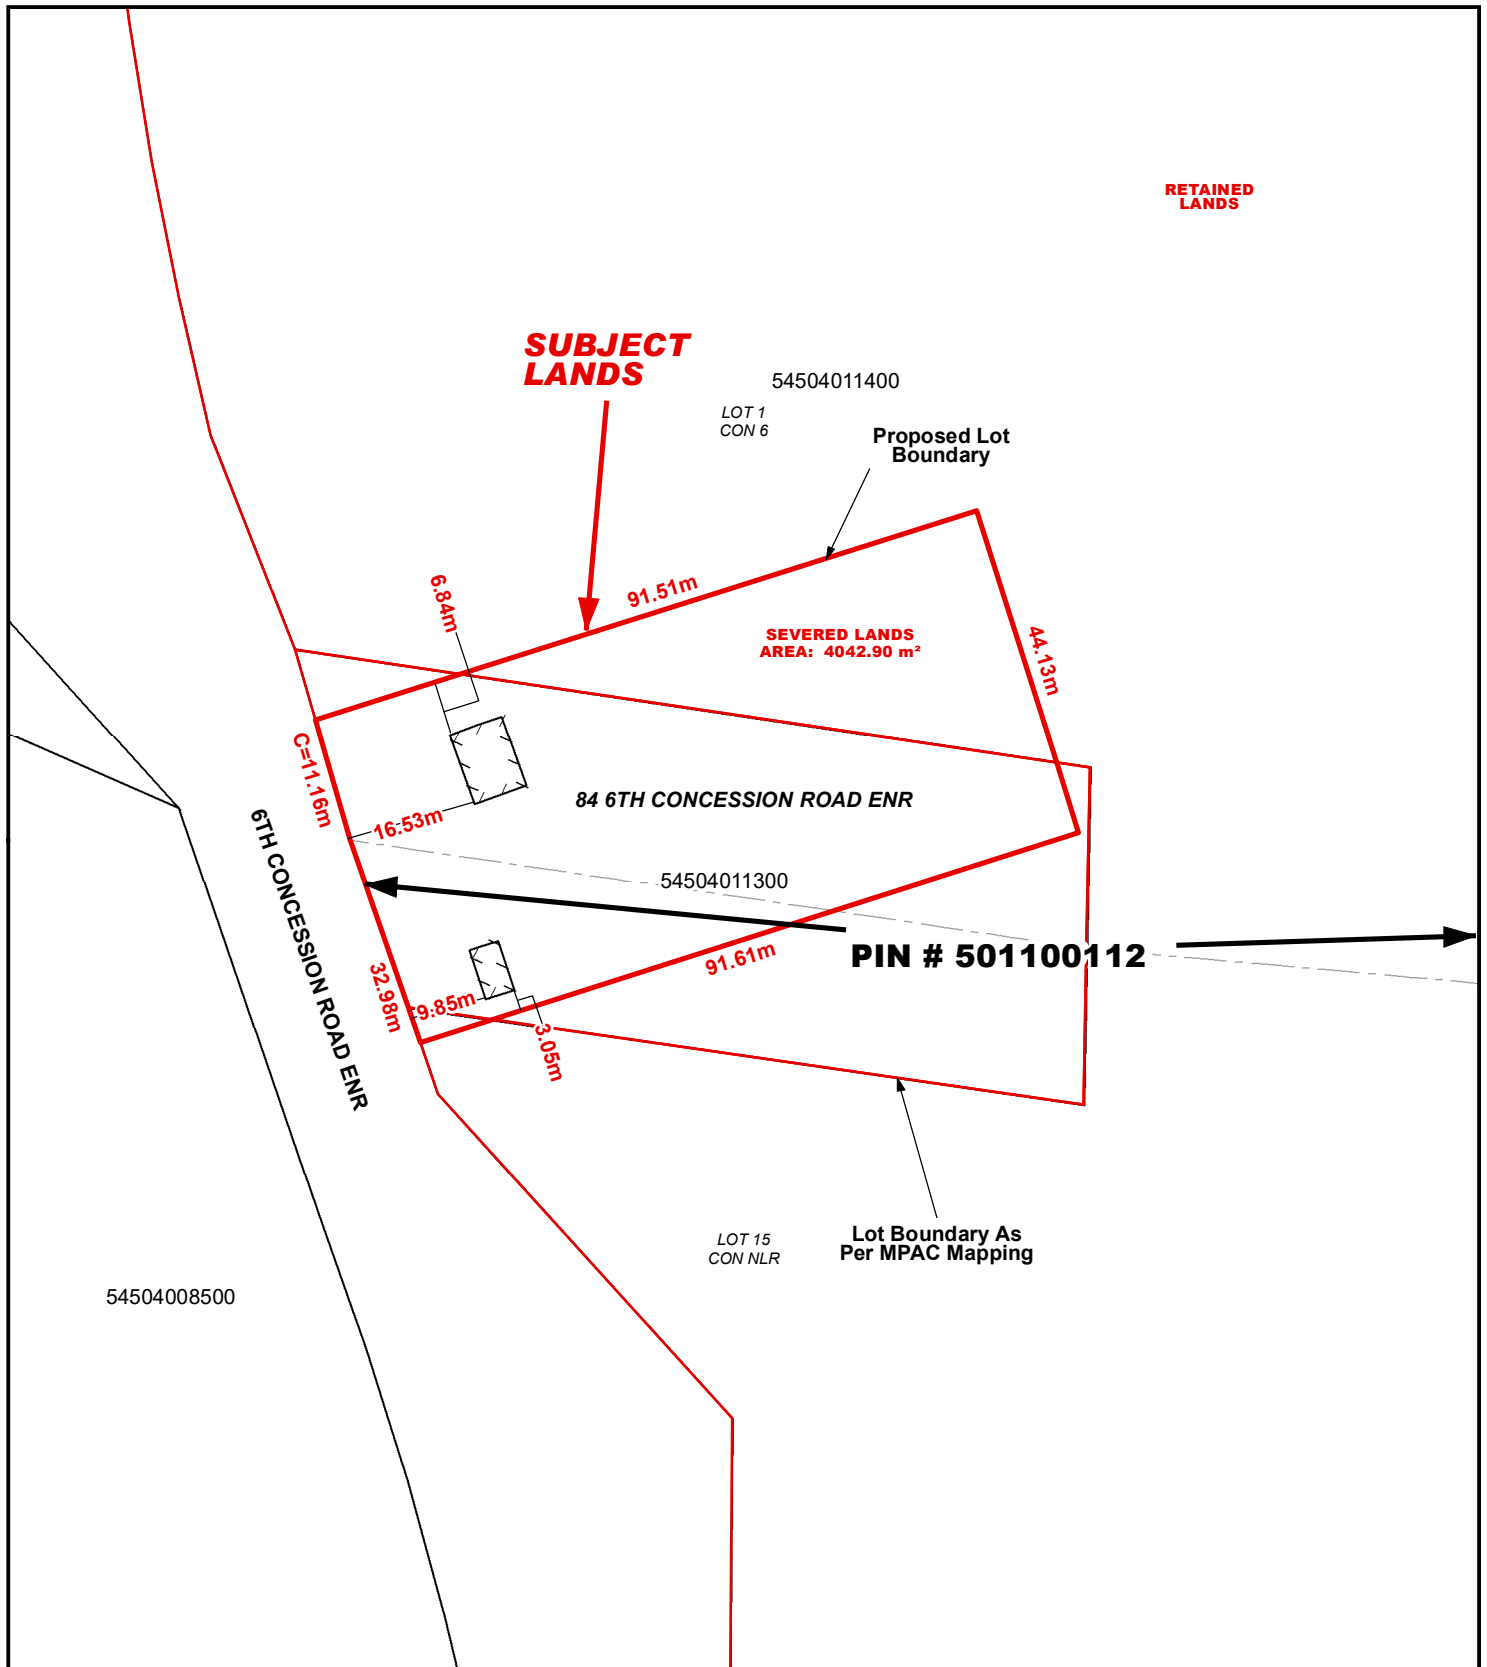 RETAINED
LANDS
SUBJECT
LANDS
54504011400
LOT 1
CON 6
Proposed Lot
Boundary
6.84m
91.51m
SEVERED LANDS
AREA: 4042.90 m²
44.13m
C=11.16m
16.53m
84 6TH CONCESSION ROAD ENR
6TH CONCESSION ROAD ENR
54504011300
PIN # 501100112
91.61m
32.98m
9.85m
3.05m
LOT 15
CON NLR
Lot Boundary As
Per MPAC Mapping
54504008500